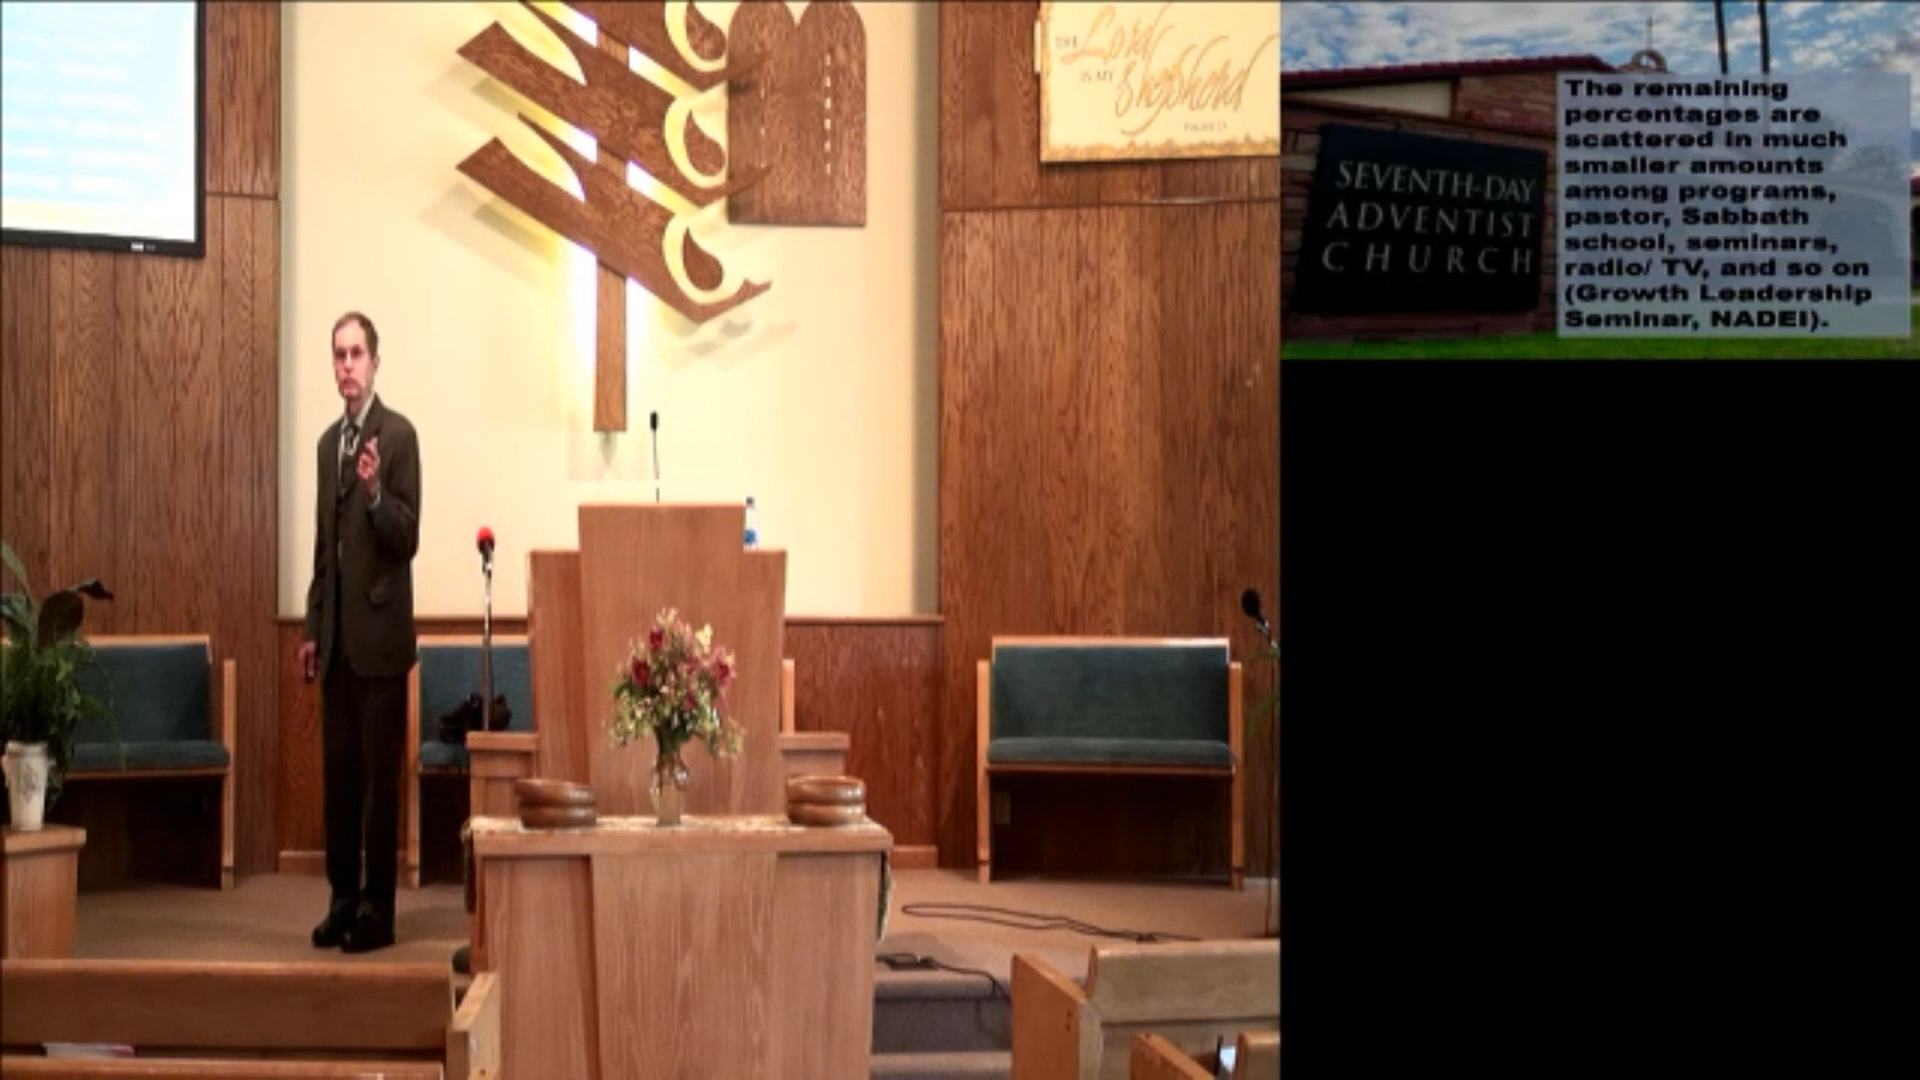 THE Lord
IS MY Shepherd
SEVENTH-DAY
ADVENTIST
CHURCH
The remaining
percentages are
scattered in much
smaller amounts
among programs,
pastor, Sabbath
school, seminars,
radio/ TV, and so on
(Growth Leadership
Seminar, NADEI).